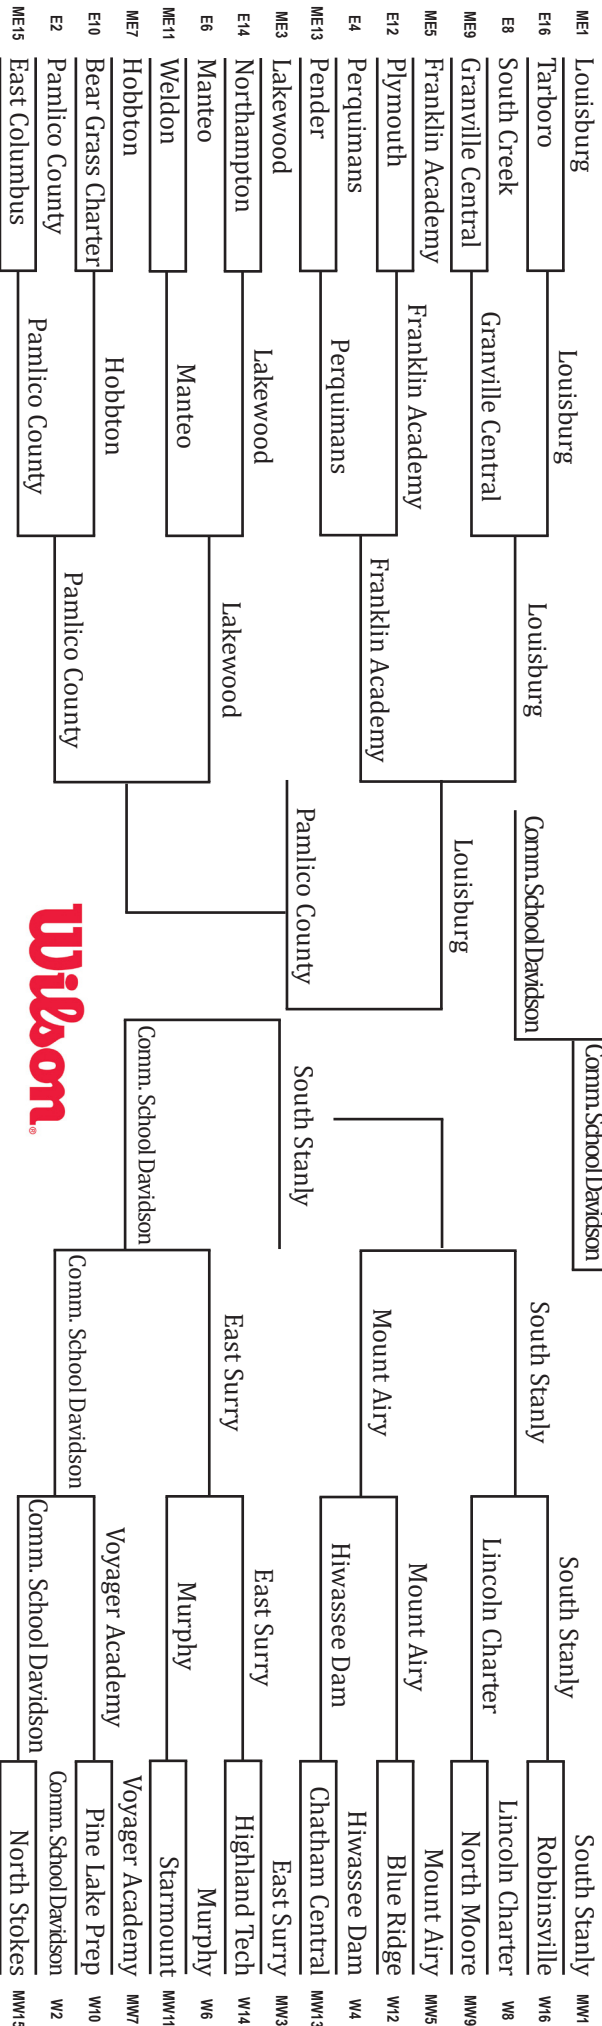 ME1 Louisburg
E16 Tarboro
E8 South Creek
ME9 Granville Central
ME5 Franklin Academy
E12 Plymouth
E4 Perquimans
ME13 Pender
ME3 Lakewood
E14 Northampton
E6 Manteo
ME11 Weldon
ME7 Hobbton
E10 Bear Grass Charter
E2 Pamlico County
ME15 East Columbus
Louisburg
Granville Central
Franklin Academy
Perquimans
Lakewood
Manteo
Hobbton
Pamlico County
Louisburg
Franklin Academy
Lakewood
Pamlico County
Louisburg
Pamlico County
Comm. School Davidson
Comm. School Davidson
Wilson®
South Stanly
Comm. School Davidson
South Stanly
Mount Airy
East Surry
Comm. School Davidson
South Stanly
Lincoln Charter
Mount Airy
Hiwassee Dam
East Surry
Murphy
Voyager Academy
Comm. School Davidson
South Stanly MW1
Robbinsville W16
Lincoln Charter W8
North Moore MW9
Mount Airy MW5
Blue Ridge W12
Hiwassee Dam W4
Chatham Central MW13
East Surry MW3
Highland Tech W14
Murphy W6
Starmount MW11
Voyager Academy MW7
Pine Lake Prep W10
Comm. School Davidson W2
North Stokes MW15